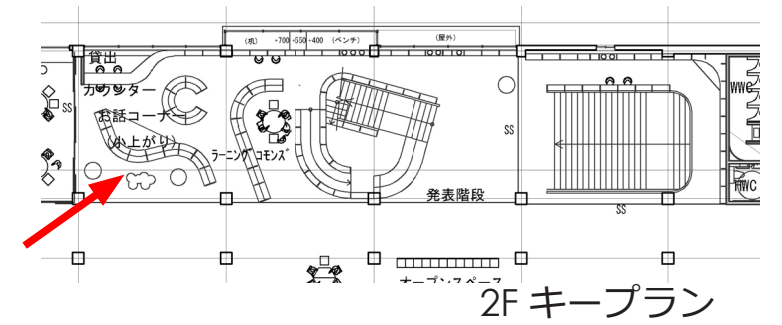 (机) +700 +550 +400 (ベンチ)
(屋外)
貸出
カウンター
お話コーナー
(小上がり)
SS
ラーニングコモンズ
SS
発表階段
SS
WWC
HWC
オープンスペース
2F キープラン